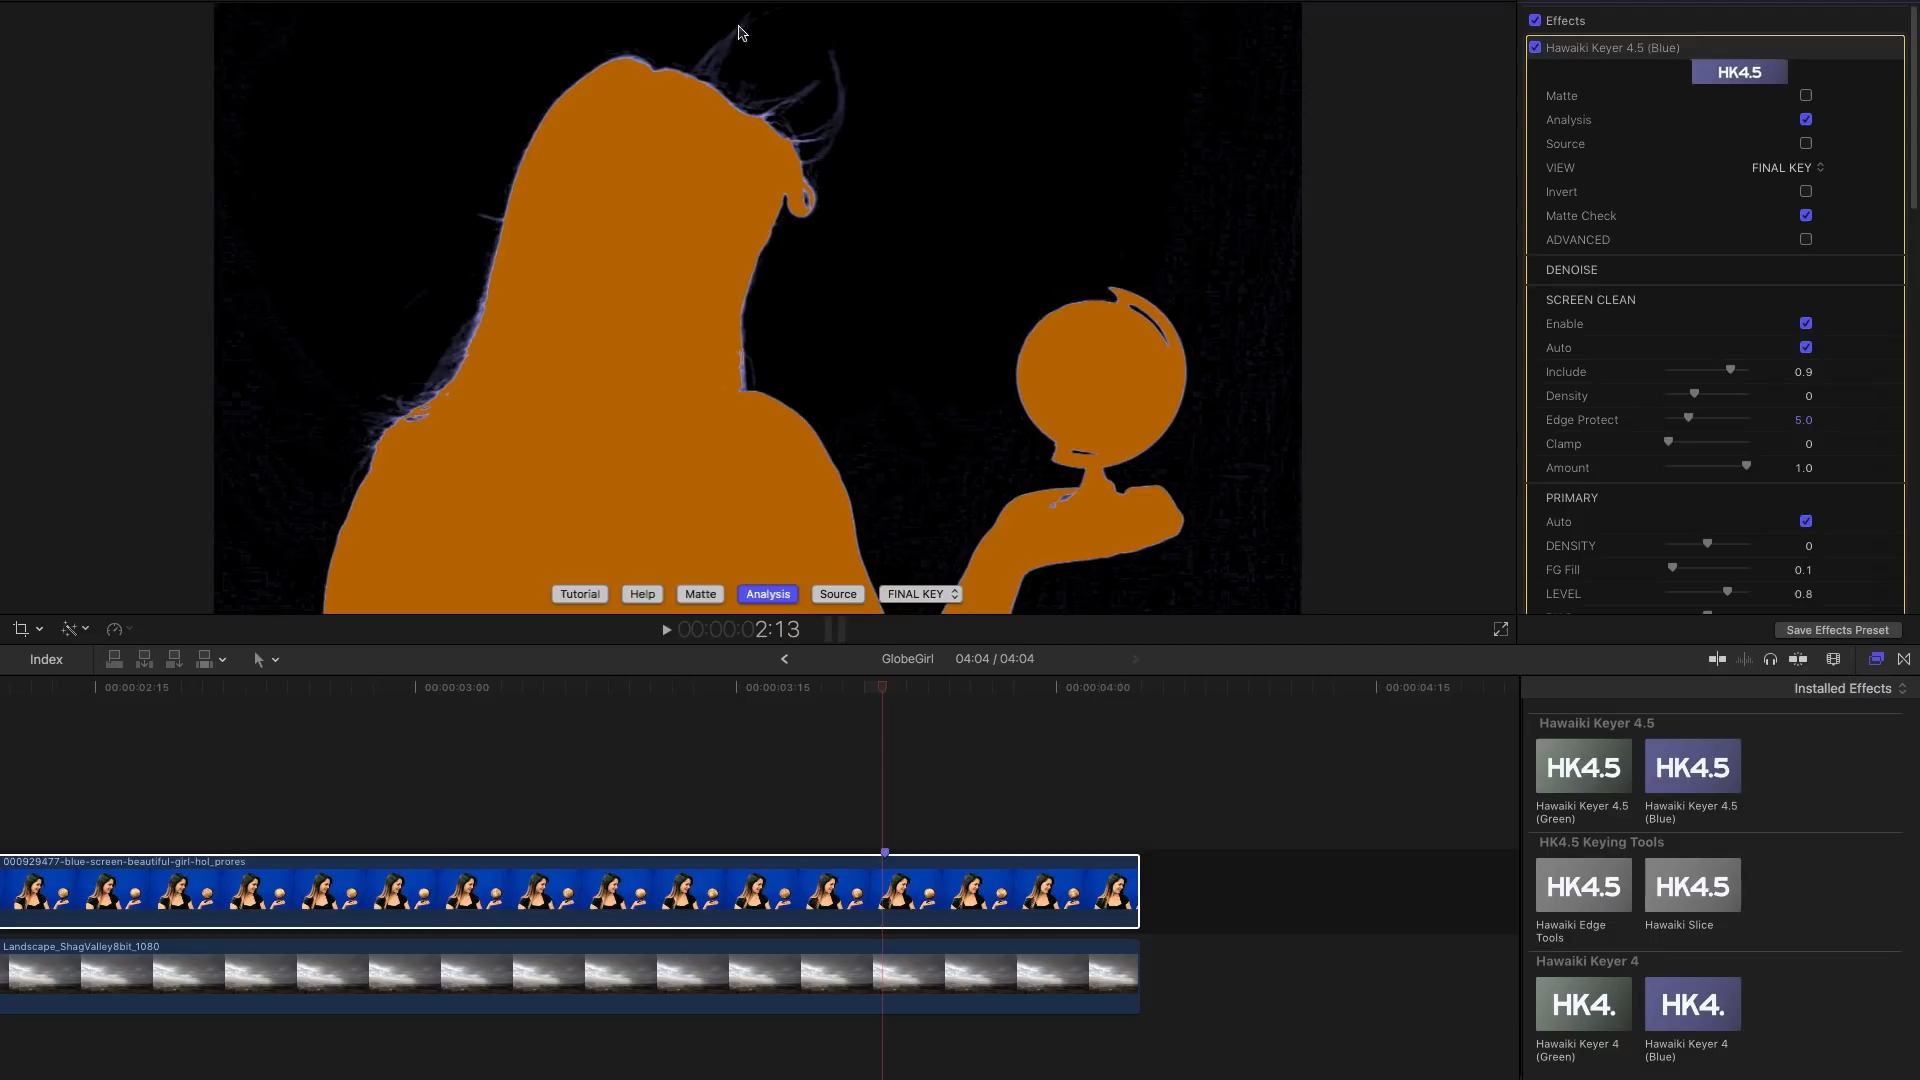 Effects
Hawaiki Keyer 4.5 (Blue)
HK4.5
Matte
Analysis
Source
VIEW FINAL KEY
Invert
Matte Check
ADVANCED
DENOISE
SCREEN CLEAN
Enable
Auto
Include 0.9
Density 0
Edge Protect 5.0
Clamp 0
Amount 1.0
PRIMARY
Auto
DENSITY 0
FG Fill 0.1
LEVEL 0.8
Tutorial Help Matte Analysis Source FINAL KEY
00:00:02:13
Save Effects Preset
Index
GlobeGirl 04:04 / 04:04
00:00:02:15 00:00:03:00 00:00:03:15 00:00:04:00 00:00:04:15
Installed Effects
Hawaiki Keyer 4.5
HK4.5 HK4.5
Hawaiki Keyer 4.5 (Green)
Hawaiki Keyer 4.5 (Blue)
HK4.5 Keying Tools
HK4.5 HK4.5
Hawaiki Edge Tools
Hawaiki Slice
Hawaiki Keyer 4
HK4. HK4.
Hawaiki Keyer 4 (Green)
Hawaiki Keyer 4 (Blue)
000929477-blue-screen-beautiful-girl-hol_prores
Landscape_ShagValley8bit_1080